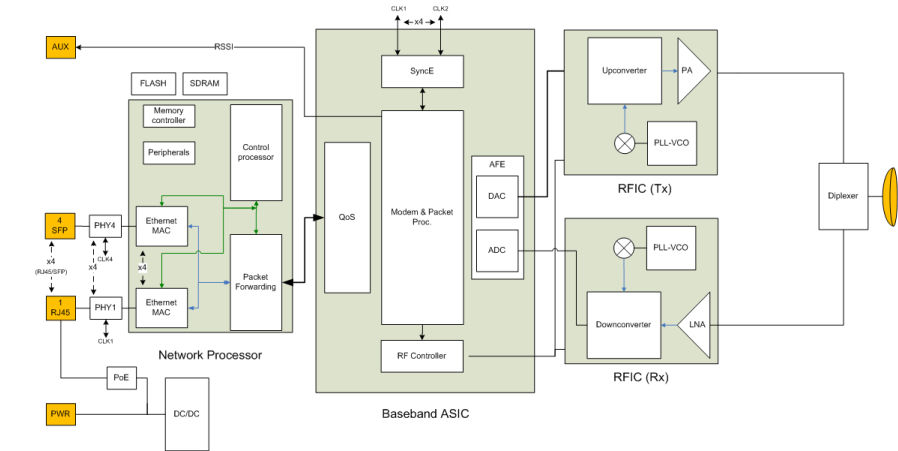 CLK1
CLK2
x4
AUX
RSSI
SyncE
Upconverter
PA
FLASH
SDRAM
Memory
controller
Control
processor
Peripherals
PLL-VCO
AFE
RFIC (Tx)
DAC
QoS
Modem & Packet
Proc.
Diplexer
4
SFP
PHY4
Ethernet
MAC
ADC
PLL-VCO
CLK4
x4
(RJ45/SFP)
x4
x4
Packet
Forwarding
1
RJ45
PHY1
Ethernet
MAC
Downconverter
LNA
CLK1
Network Processor
RF Controller
RFIC (Rx)
PoE
PWR
DC/DC
Baseband ASIC